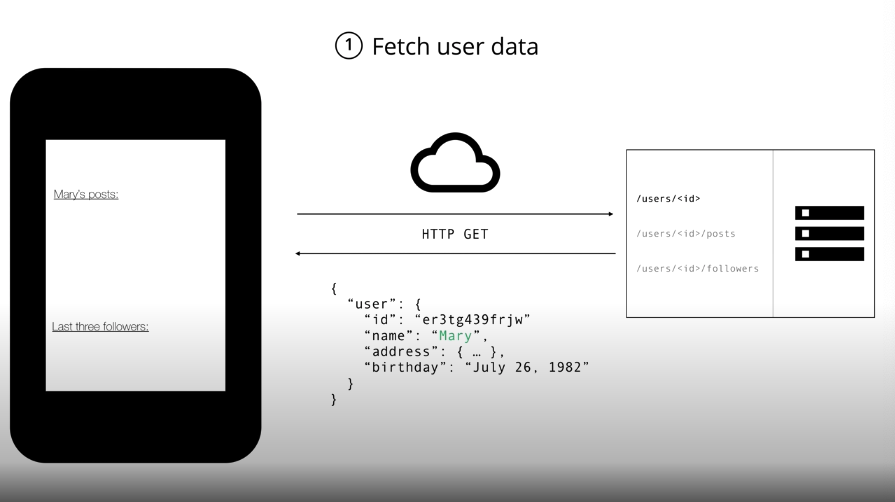 1 Fetch user data
Mary's posts:
Last three followers:
HTTP GET
{
“user”: {
“id”: “er3tg439frjw”
“name”: “Mary”,
“address”: { … },
“birthday”: “July 26, 1982”
}
}
/users/<id>
/users/<id>/posts
/users/<id>/followers